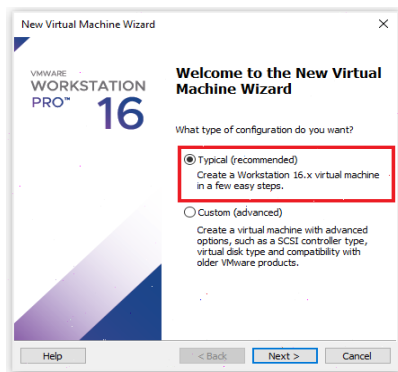 New Virtual Machine Wizard
VMWARE
WORKSTATION
PRO™
16
Welcome to the New Virtual
Machine Wizard
What type of configuration do you want?
Typical (recommended)
Create a Workstation 16.x virtual machine
in a few easy steps.
Custom (advanced)
Create a virtual machine with advanced
options, such as a SCSI controller type,
virtual disk type and compatibility with
older VMware products.
Help
< Back
Next >
Cancel